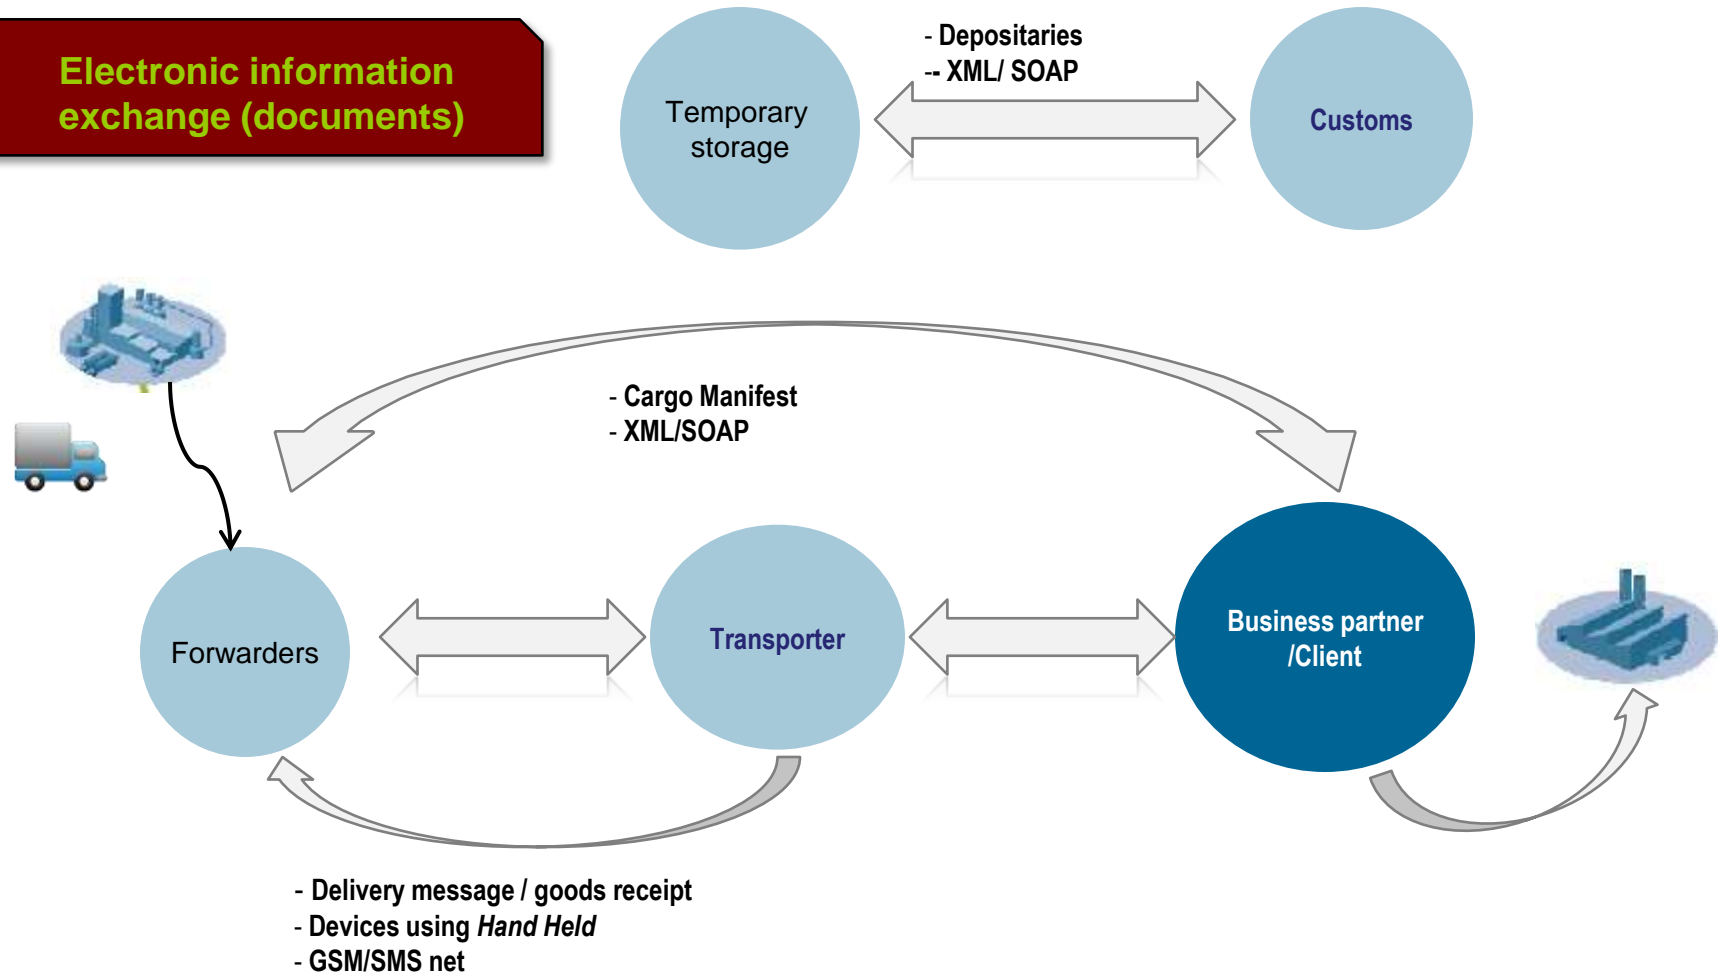 Electronic information
exchange (documents)
- Depositaries
-- XML/ SOAP
Temporary
storage
Customs
- Cargo Manifest
- XML/SOAP
Forwarders
Transporter
Business partner
/Client
- Delivery message / goods receipt
- Devices using Hand Held
- GSM/SMS net